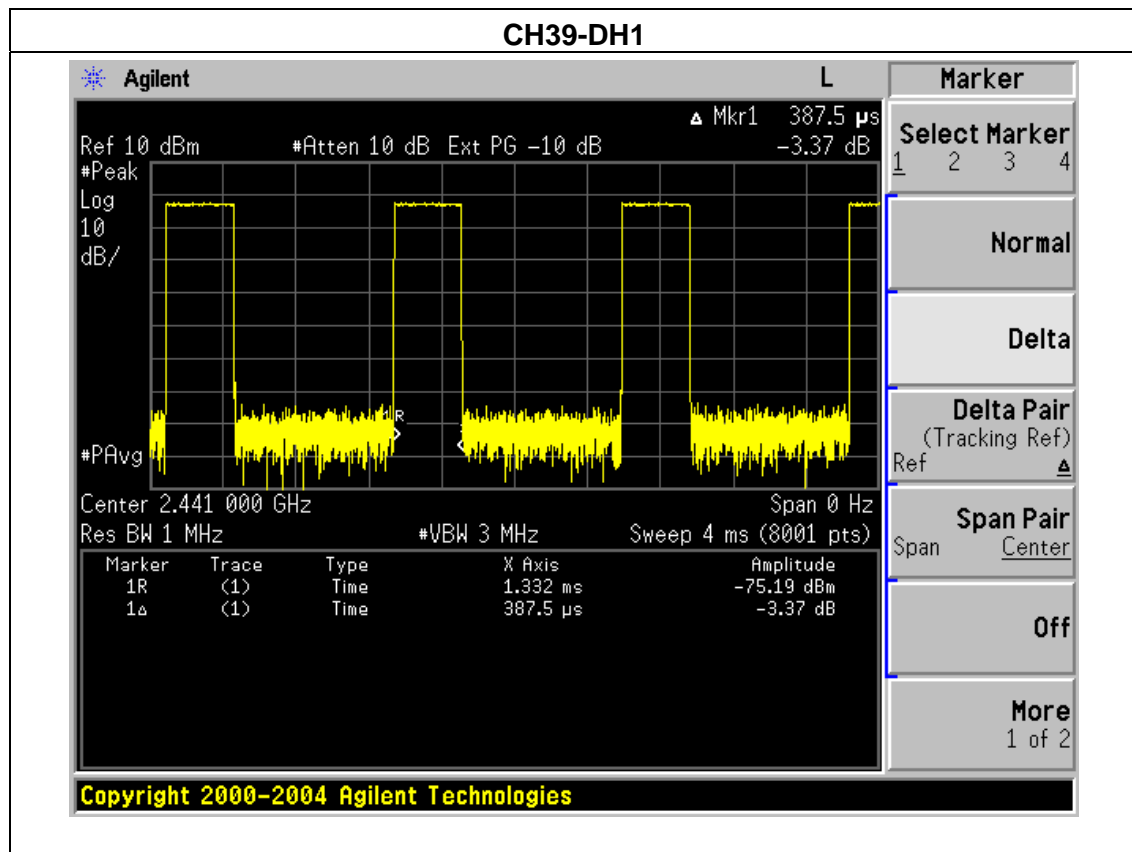 CH39-DH1
Agilent L
Δ Mkr1 387.5 µs
Ref 10 dBm #Atten 10 dB Ext PG -10 dB -3.37 dB
#Peak
Log
10
dB/
1R
#PAvg
Center 2.441 000 GHz Span 0 Hz
Res BW 1 MHz #VBW 3 MHz Sweep 4 ms (8001 pts)
Marker Trace Type X Axis Amplitude
1R (1) Time 1.332 ms -75.19 dBm
1Δ (1) Time 387.5 µs -3.37 dB
Marker
Select Marker
1 2 3 4
Normal
Delta
Delta Pair
(Tracking Ref)
Ref Δ
Span Pair
Span Center
Off
More
1 of 2
Copyright 2000-2004 Agilent Technologies